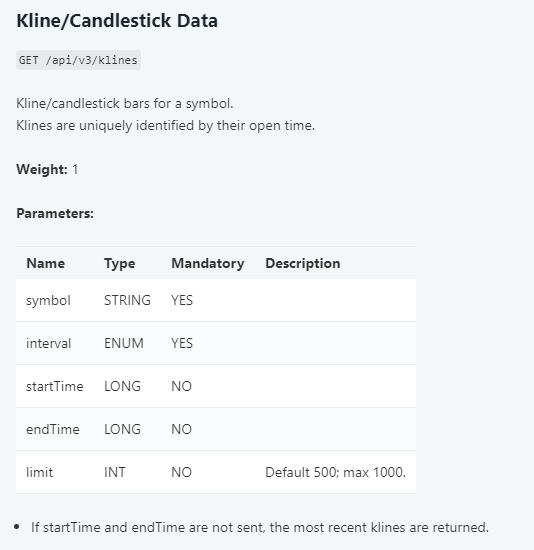 Kline/Candlestick Data
GET /api/v3/klines
Kline/candlestick bars for a symbol.
Klines are uniquely identified by their open time.
Weight: 1
Parameters:
Name Type Mandatory Description
symbol STRING YES
interval ENUM YES
startTime LONG NO
endTime LONG NO
limit INT NO Default 500; max 1000.
• If startTime and endTime are not sent, the most recent klines are returned.